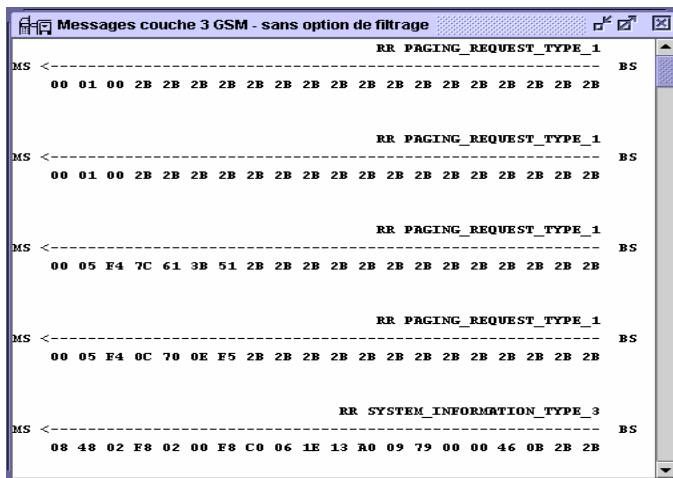 Messages couche 3 GSM - sans option de filtrage
RR PAGING_REQUEST_TYPE_1
MS <------------------------------------------------------------ BS
00 01 00 2B 2B 2B 2B 2B 2B 2B 2B 2B 2B 2B 2B 2B 2B 2B 2B 2B
RR PAGING_REQUEST_TYPE_1
MS <------------------------------------------------------------ BS
00 01 00 2B 2B 2B 2B 2B 2B 2B 2B 2B 2B 2B 2B 2B 2B 2B 2B 2B
RR PAGING_REQUEST_TYPE_1
MS <------------------------------------------------------------ BS
00 05 F4 7C 61 3B 51 2B 2B 2B 2B 2B 2B 2B 2B 2B 2B 2B 2B 2B
RR PAGING_REQUEST_TYPE_1
MS <------------------------------------------------------------ BS
00 05 F4 0C 70 0E F5 2B 2B 2B 2B 2B 2B 2B 2B 2B 2B 2B 2B 2B
RR SYSTEM_INFORMATION_TYPE_3
MS <------------------------------------------------------------ BS
08 48 02 F8 02 00 F8 C0 06 1E 13 A0 09 79 00 00 46 0B 2B 2B